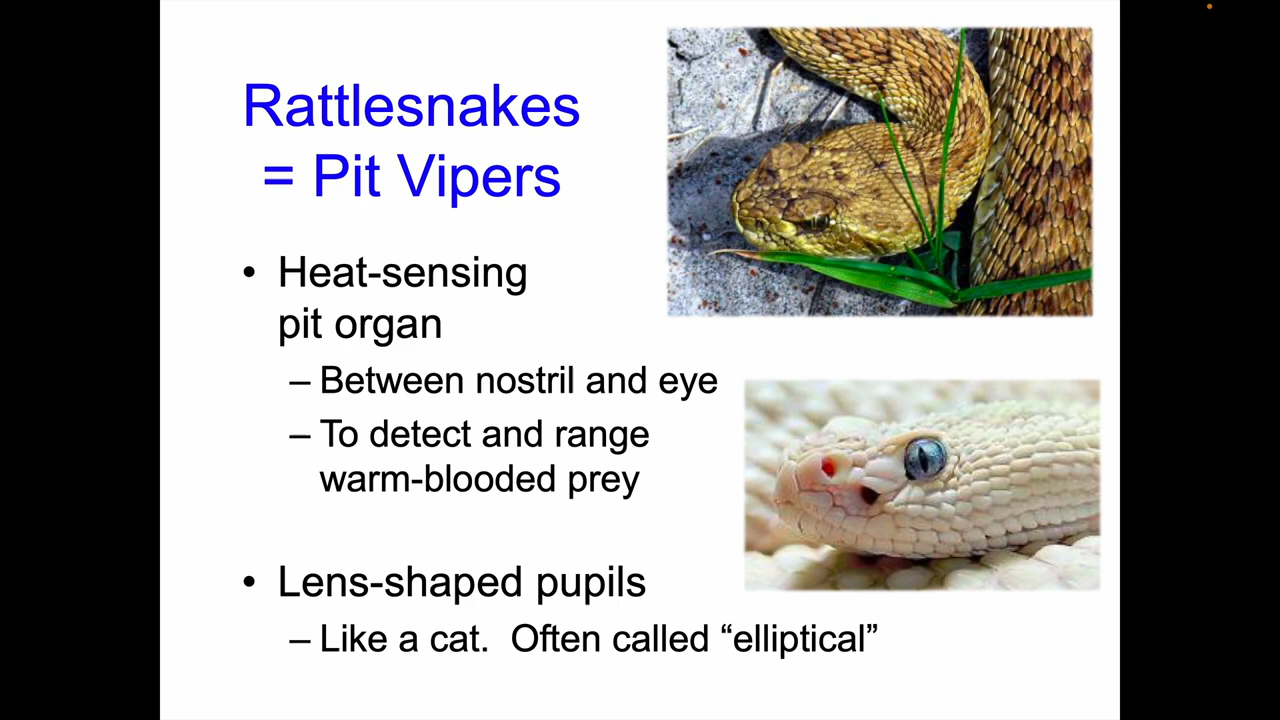 Rattlesnakes
= Pit Vipers
• Heat-sensing
pit organ
– Between nostril and eye
– To detect and range
warm-blooded prey
• Lens-shaped pupils
– Like a cat.  Often called “elliptical”